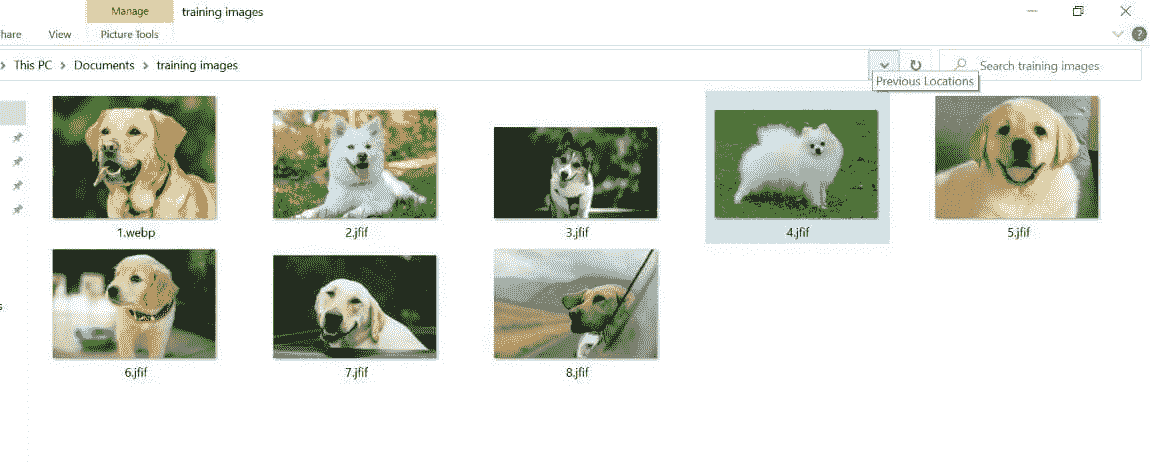 Manage
training images
hare
View
Picture Tools
This PC
Documents
training images
Search training images
Previous Locations
1.webp
2.jfif
3.jfif
4.jfif
5.jfif
6.jfif
7.jfif
8.jfif
s